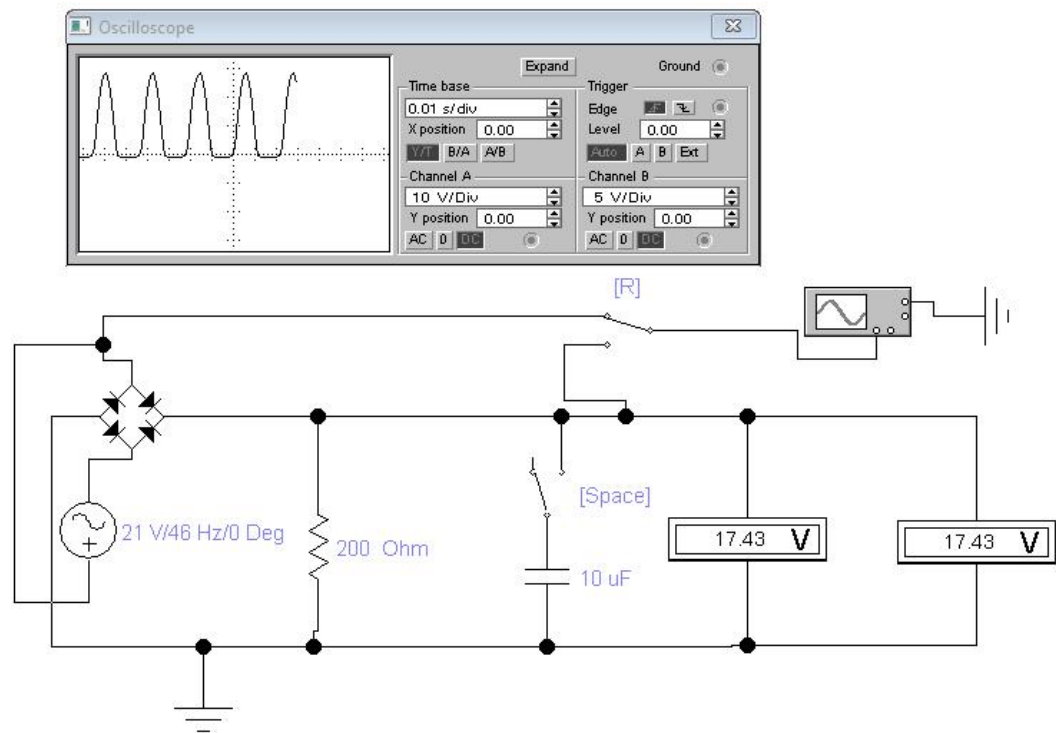 Oscilloscope
Expand
Ground
Time base
0.01 s/div
X position 0.00
Y/T B/A A/B
Trigger
Edge
Level 0.00
Auto A B Ext
Channel A
10 V/Div
Y position 0.00
AC 0 DC
Channel B
5 V/Div
Y position 0.00
AC 0 DC
[R]
21 V/46 Hz/0 Deg
200 Ohm
[Space]
10 uF
17.43 V
17.43 V